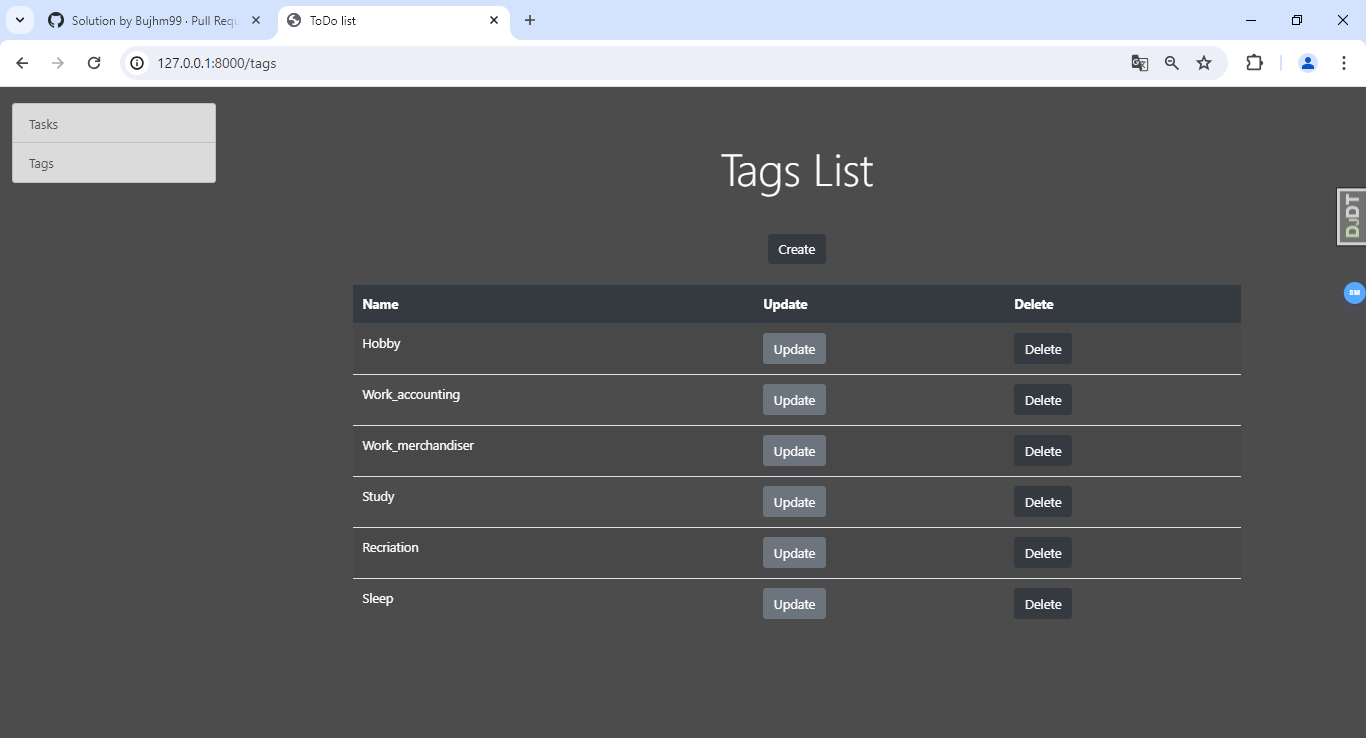 Solution by Bujhm99 · Pull Requ
ToDo list
127.0.0.1:8000/tags
Tasks
Tags
Tags List
Create
Name Update Delete
Hobby Update Delete
Work_accounting Update Delete
Work_merchandiser Update Delete
Study Update Delete
Recriation Update Delete
Sleep Update Delete
DJDT
BM